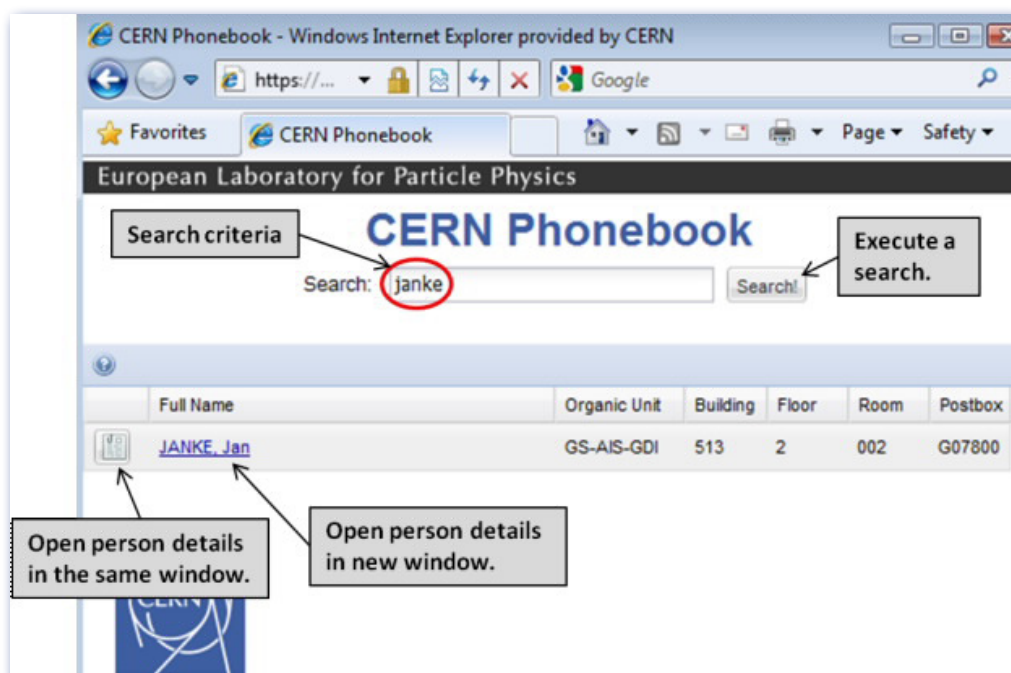 CERN Phonebook - Windows Internet Explorer provided by CERN
https://...
Google
Favorites
CERN Phonebook
Page
Safety
European Laboratory for Particle Physics
Search criteria
CERN Phonebook
Execute a
search.
Search:
janke
Search!
Full Name
Organic Unit
Building
Floor
Room
Postbox
JANKE, Jan
GS-AIS-GDI
513
2
002
G07800
Open person details
in the same window.
Open person details
in new window.
CERN